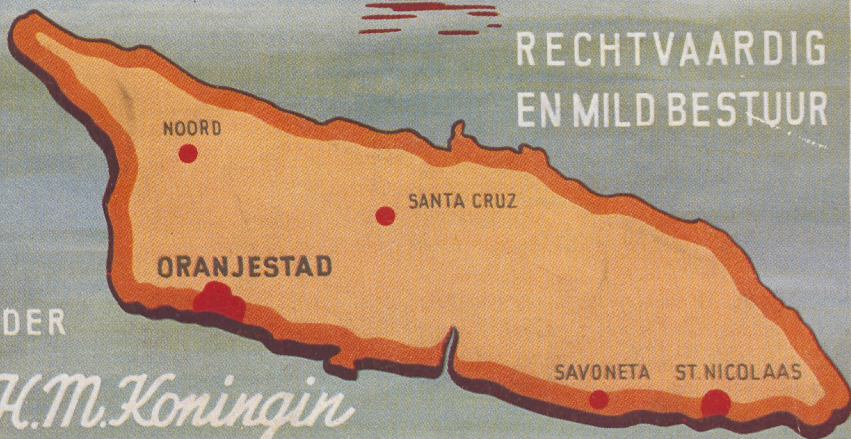 RECHTVAARDIG
EN MILD BESTUUR
NOORD
SANTA CRUZ
ORANJESTAD
DER
SAVONETA ST. NICOLAAS
H.M. Koningin